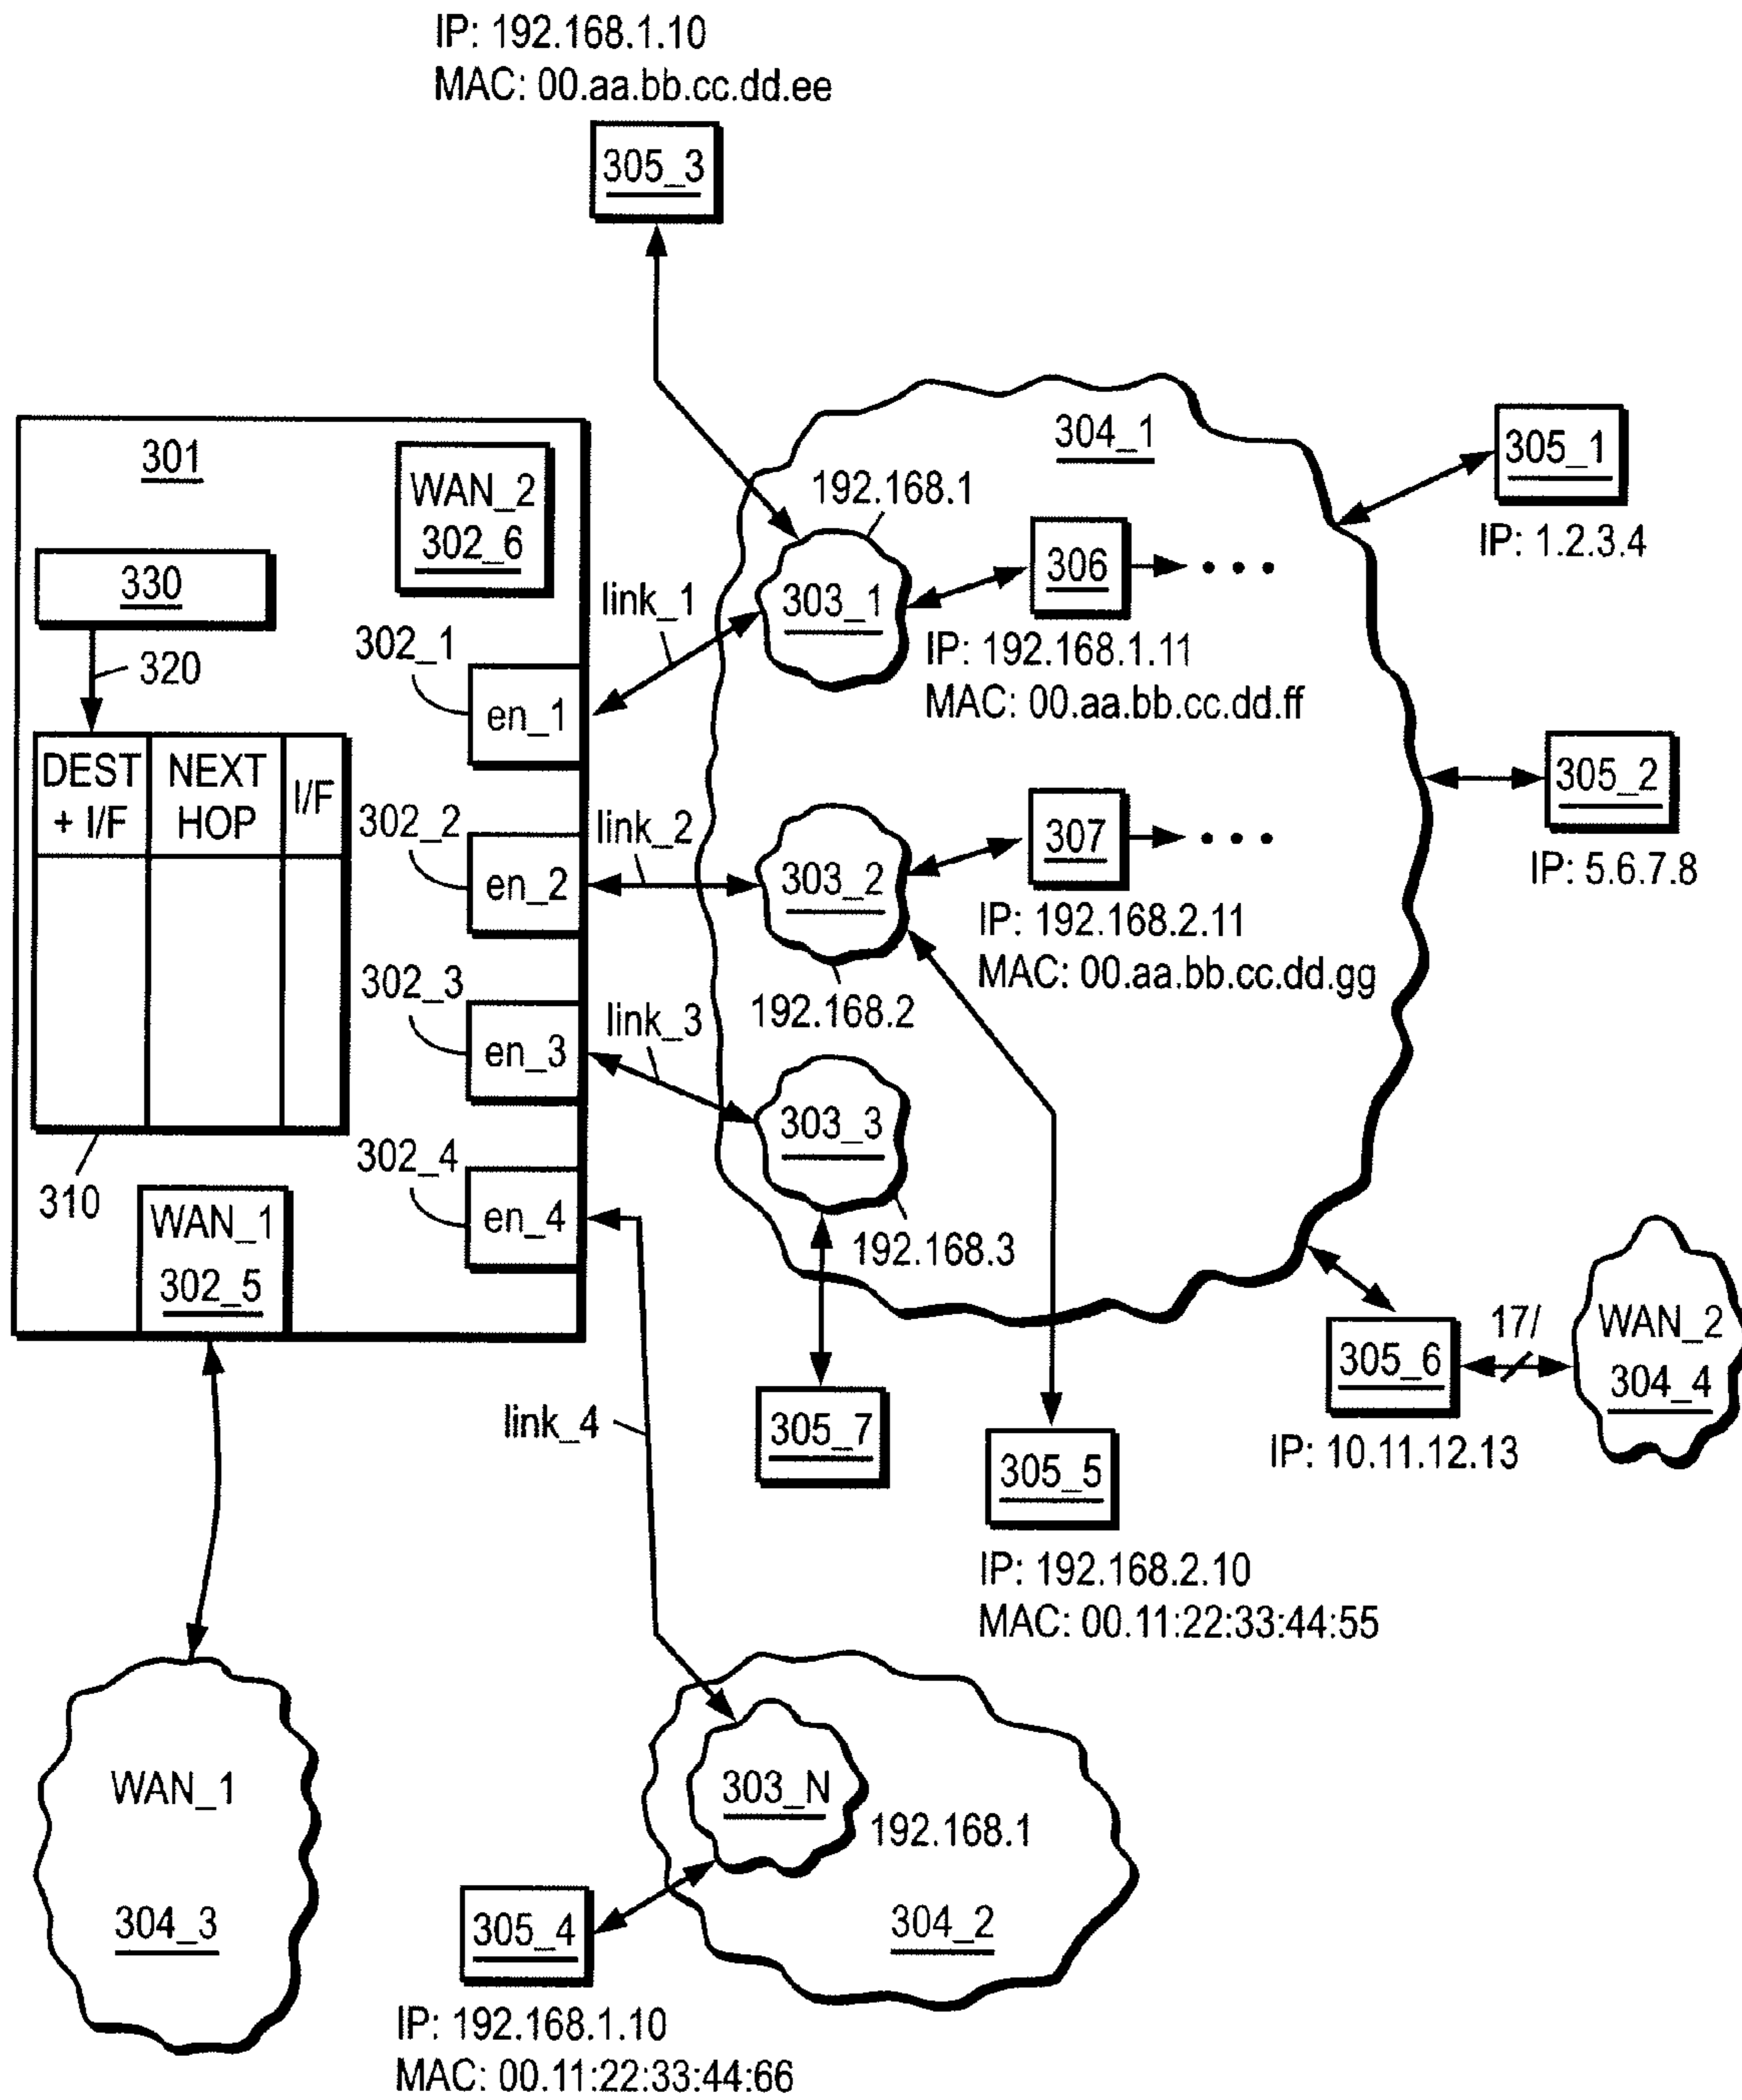 IP: 192.168.1.10
MAC: 00.aa.bb.cc.dd.ee
305_3
301
WAN_2
302_6
330
320
DEST + I/F
NEXT HOP
I/F
310
302_1
en_1
link_1
302_2
en_2
link_2
302_3
en_3
link_3
302_4
en_4
link_4
WAN_1
302_5
304_1
192.168.1
303_1
306
• • •
IP: 192.168.1.11
MAC: 00.aa.bb.cc.dd.ff
303_2
307
• • •
IP: 192.168.2.11
MAC: 00.aa.bb.cc.dd.gg
192.168.2
303_3
192.168.3
305_1
IP: 1.2.3.4
305_2
IP: 5.6.7.8
305_6
IP: 10.11.12.13
17/
WAN_2
304_4
305_7
305_5
IP: 192.168.2.10
MAC: 00.11:22:33:44:55
WAN_1
304_3
303_N
192.168.1
304_2
305_4
IP: 192.168.1.10
MAC: 00.11:22:33:44:66